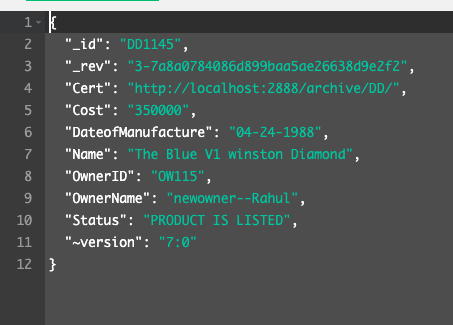 1 {
2 "_id": "DD1145",
3 "_rev": "3-7a8a0784086d899baa5ae26638d9e2f2",
4 "Cert": "http://localhost:2888/archive/DD/",
5 "Cost": "350000",
6 "DateofManufacture": "04-24-1988",
7 "Name": "The Blue V1 winston Diamond",
8 "OwnerID": "OW115",
9 "OwnerName": "newowner--Rahul",
10 "Status": "PRODUCT IS LISTED",
11 "~version": "7:0"
12 }